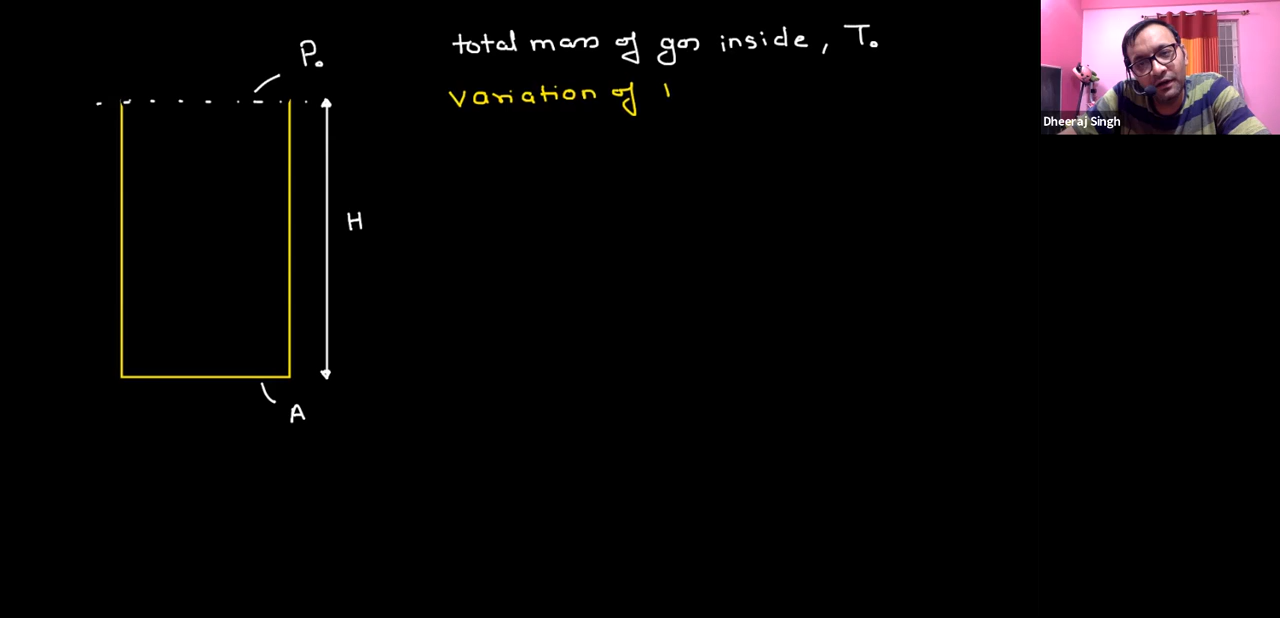 P₀
total mass of gas inside, T₀
variation of
H
A
Dheeraj Singh